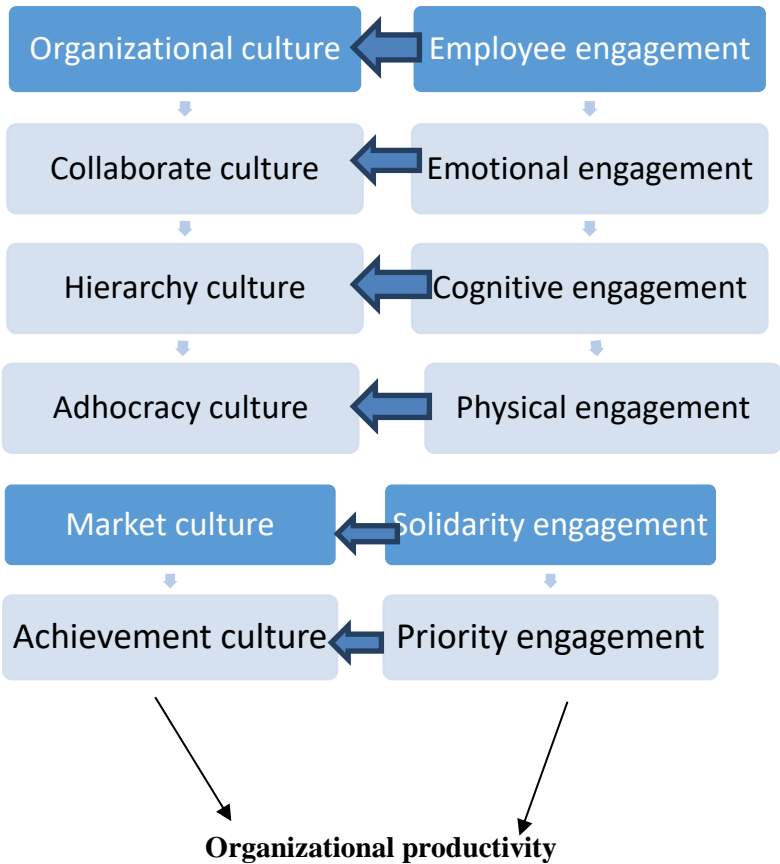 Organizational culture
Employee engagement
Collaborate culture
Emotional engagement
Hierarchy culture
Cognitive engagement
Adhocracy culture
Physical engagement
Market culture
Solidarity engagement
Achievement culture
Priority engagement
Organizational productivity